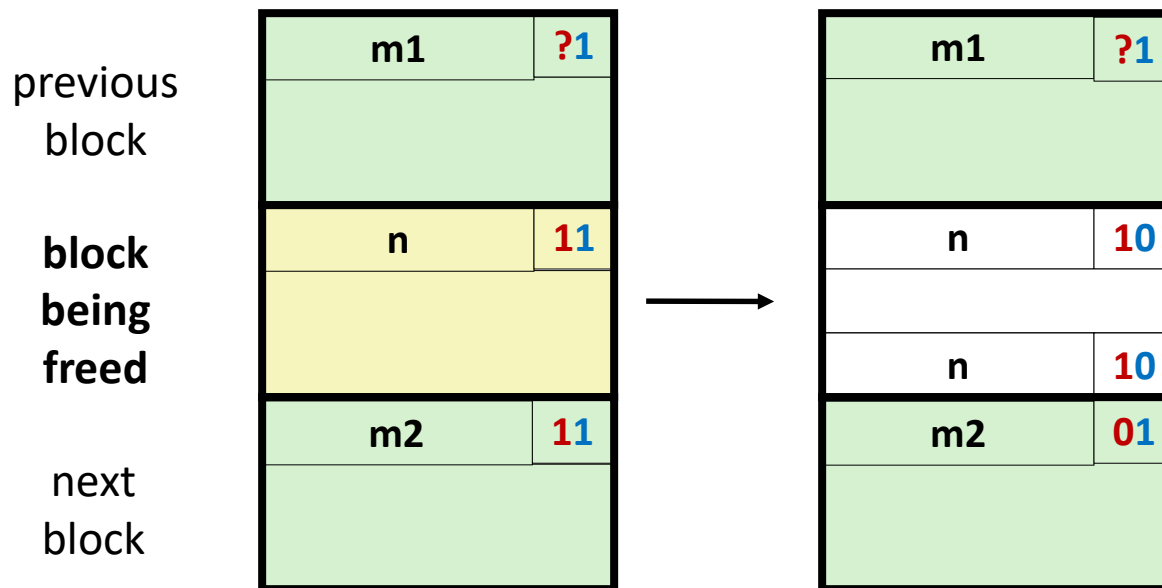 previous
block
block
being
freed
next
block
m1 ?1
n 11
m2 11
m1 ?1
n 10
n 10
m2 01